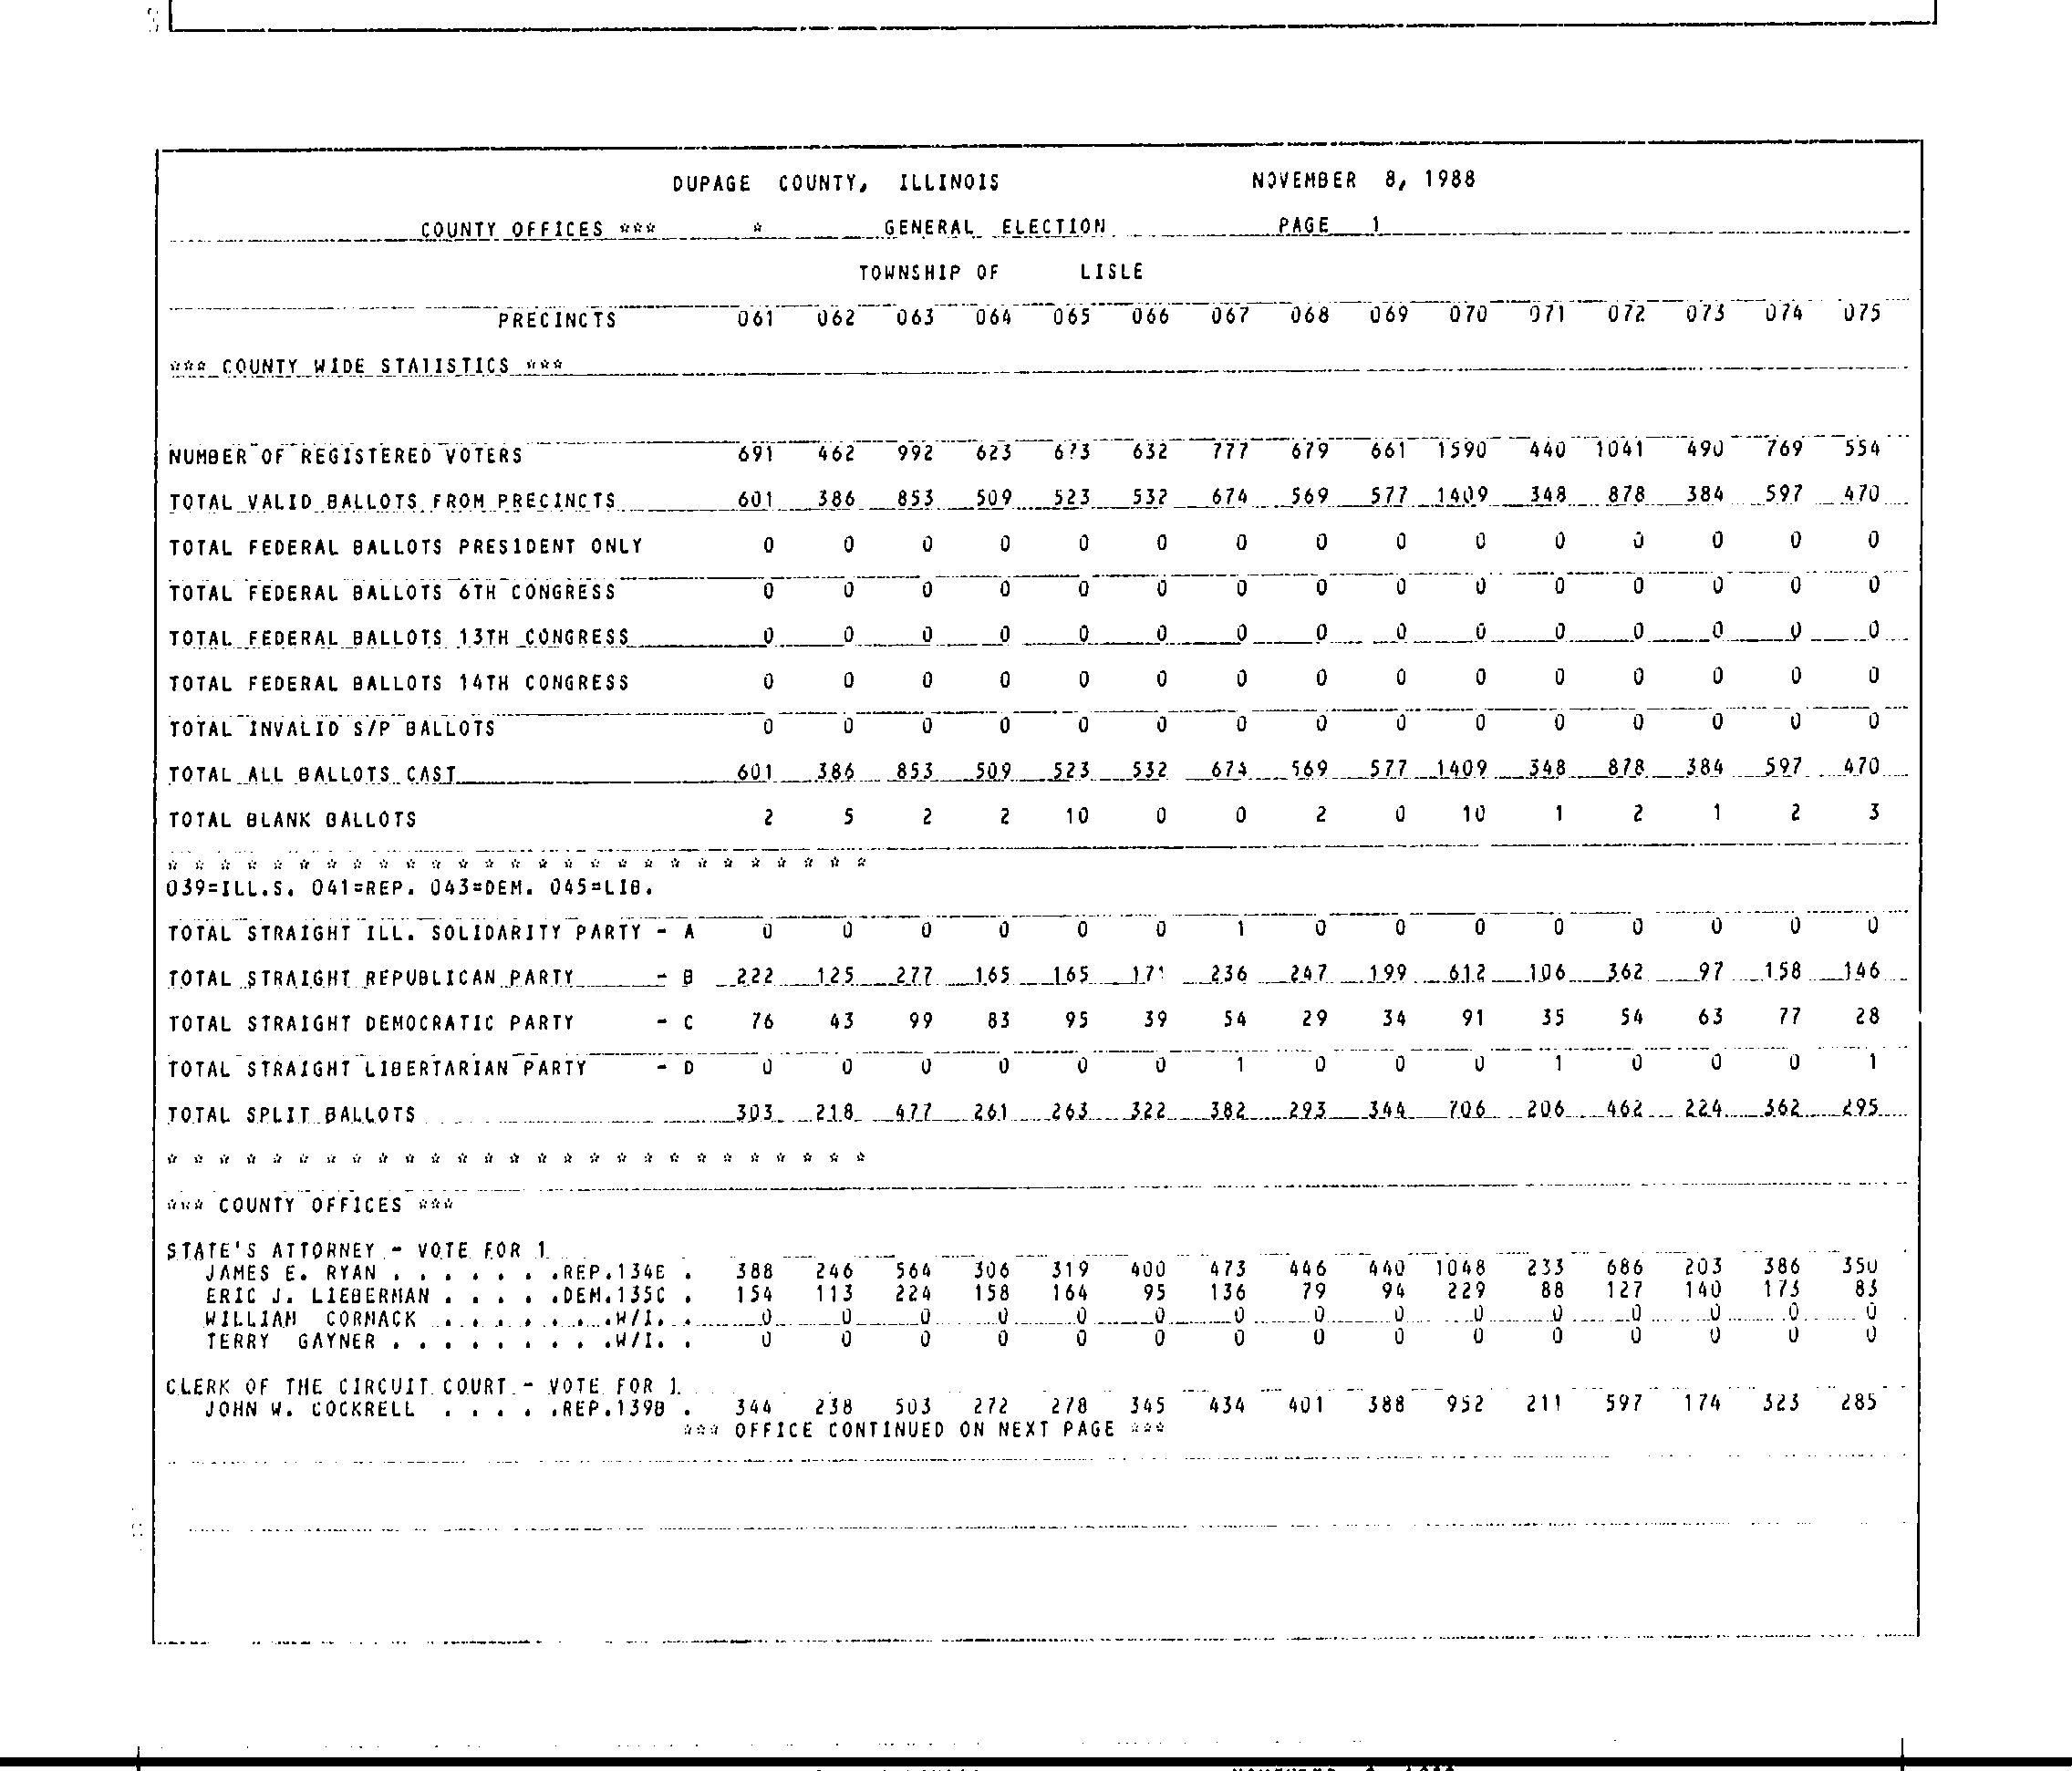 DUPAGE COUNTY, ILLINOIS NOVEMBER 8, 1988
COUNTY OFFICES *** * GENERAL ELECTION PAGE 1
TOWNSHIP OF LISLE
PRECINCTS 061 062 063 064 065 066 067 068 069 070 071 072 073 074 075
*** COUNTY WIDE STATISTICS ***
NUMBER OF REGISTERED VOTERS 691 462 992 623 673 632 777 679 661 1590 440 1041 490 769 554
TOTAL VALID BALLOTS FROM PRECINCTS 601 386 853 509 523 532 674 569 577 1409 348 878 384 597 470
TOTAL FEDERAL BALLOTS PRESIDENT ONLY 0 0 0 0 0 0 0 0 0 0 0 0 0 0 0
TOTAL FEDERAL BALLOTS 6TH CONGRESS 0 0 0 0 0 0 0 0 0 0 0 0 0 0 0
TOTAL FEDERAL BALLOTS 13TH CONGRESS 0 0 0 0 0 0 0 0 0 0 0 0 0 0 0
TOTAL FEDERAL BALLOTS 14TH CONGRESS 0 0 0 0 0 0 0 0 0 0 0 0 0 0 0
TOTAL INVALID S/P BALLOTS 0 0 0 0 0 0 0 0 0 0 0 0 0 0 0
TOTAL ALL BALLOTS CAST 601 386 853 509 523 532 674 569 577 1409 348 878 384 597 470
TOTAL BLANK BALLOTS 2 5 2 2 10 0 0 2 0 10 1 2 1 2 3
* * * * * * * * * * * * * * * * * * * * * * * * * * *
039=ILL.S. 041=REP. 043=DEM. 045=LIB.
TOTAL STRAIGHT ILL. SOLIDARITY PARTY - A 0 0 0 0 0 0 1 0 0 0 0 0 0 0 0
TOTAL STRAIGHT REPUBLICAN PARTY - B 222 125 277 165 165 171 236 247 199 612 106 362 97 158 146
TOTAL STRAIGHT DEMOCRATIC PARTY - C 76 43 99 83 95 39 54 29 34 91 35 54 63 77 28
TOTAL STRAIGHT LIBERTARIAN PARTY - D 0 0 0 0 0 0 1 0 0 0 1 0 0 0 1
TOTAL SPLIT BALLOTS 303 218 477 261 263 322 382 293 344 706 206 462 224 362 295
* * * * * * * * * * * * * * * * * * * * * * * * * * *
*** COUNTY OFFICES ***
STATE'S ATTORNEY - VOTE FOR 1
JAMES E. RYAN . . . . . . .REP.134E . 388 246 564 306 319 400 473 446 440 1048 233 686 203 386 350
ERIC J. LIEBERMAN . . . . .DEM.135C . 154 113 224 158 164 95 136 79 94 229 88 127 140 173 83
WILLIAM CORMACK . . . . . . .W/I. . 0 0 0 0 0 0 0 0 0 0 0 0 0 0 0
TERRY GAYNER . . . . . . . . .W/I. . 0 0 0 0 0 0 0 0 0 0 0 0 0 0 0
CLERK OF THE CIRCUIT COURT - VOTE FOR 1
JOHN W. COCKRELL . . . . .REP.139B . 344 238 503 272 278 345 434 401 388 952 211 597 174 323 285
*** OFFICE CONTINUED ON NEXT PAGE ***